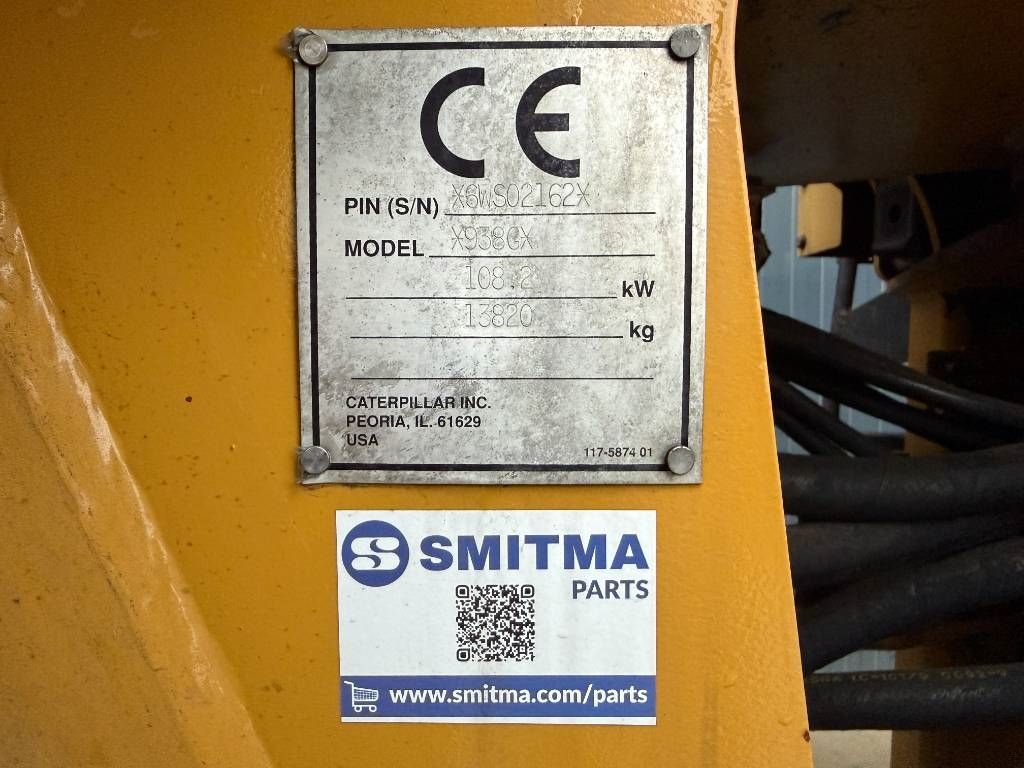 CE
PIN (S/N) X6WS02162X
MODEL X938GX
108.2 kW
13820 kg
CATERPILLAR INC.
PEORIA, IL. 61629
USA
117-5874 01
S SMITMA
PARTS
www.smitma.com/parts